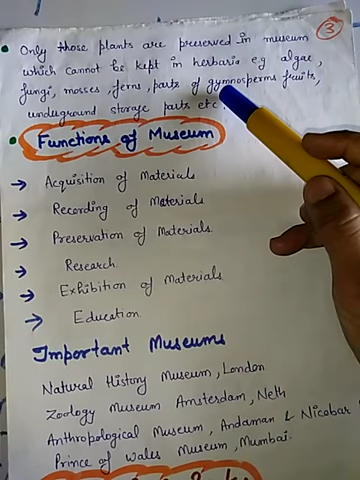 3
Only those plants are preserved in museum
which cannot be kept in herbaria e.g algae,
fungi, mosses, ferns, parts of gymnosperms fruits,
underground storage parts etc.
Functions of Museum
→ Acquisition of Materials
→ Recording of Materials
→ Preservation of Materials
→ Research
→ Exhibition of Materials
→ Education
Important Museums
Natural History Museum, London
Zoology Museum Amsterdam, Neth
Anthropological Museum, Andaman & Nicobar
Prince of Wales Museum, Mumbai.